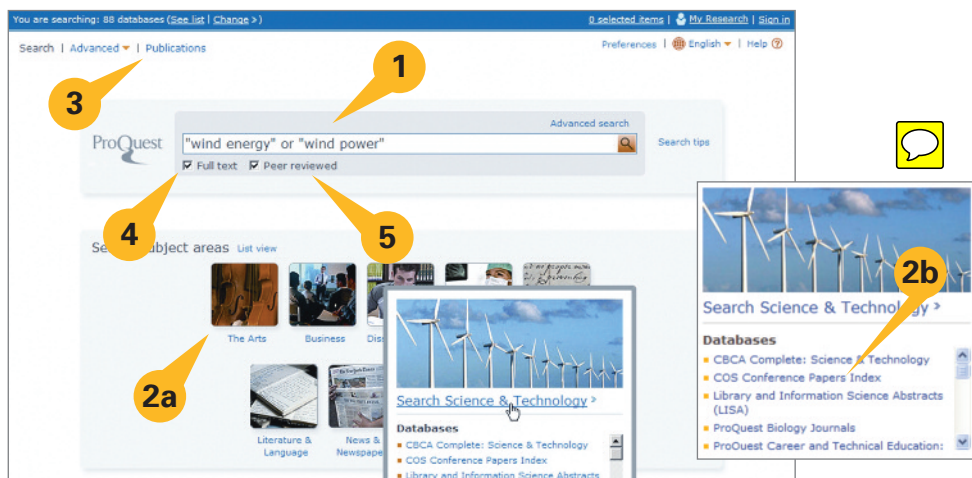 You are searching: 88 databases (See list | Change >)
0 selected items | My Research | Sign in
Search | Advanced | Publications
Preferences | English | Help ?
3
1
Advanced search
ProQuest
"wind energy" or "wind power"
Search tips
Full text Peer reviewed
4
5
List view
The Arts
Business
2a
Literature &
Language
News &
Search Science & Technology >
Databases
CBCA Complete: Science & Technology
COS Conference Papers Index
Library and Information Science Abstracts
2b
Search Science & Technology >
Databases
CBCA Complete: Science & Technology
COS Conference Papers Index
Library and Information Science Abstracts
(LISA)
ProQuest Biology Journals
ProQuest Career and Technical Education: